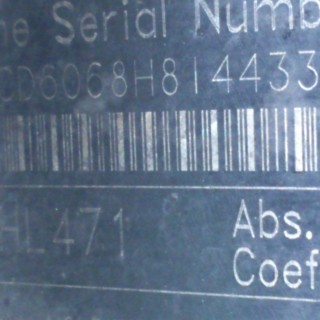 ne Serial Numb
CD6068H814433
HL471 Abs.
Coef